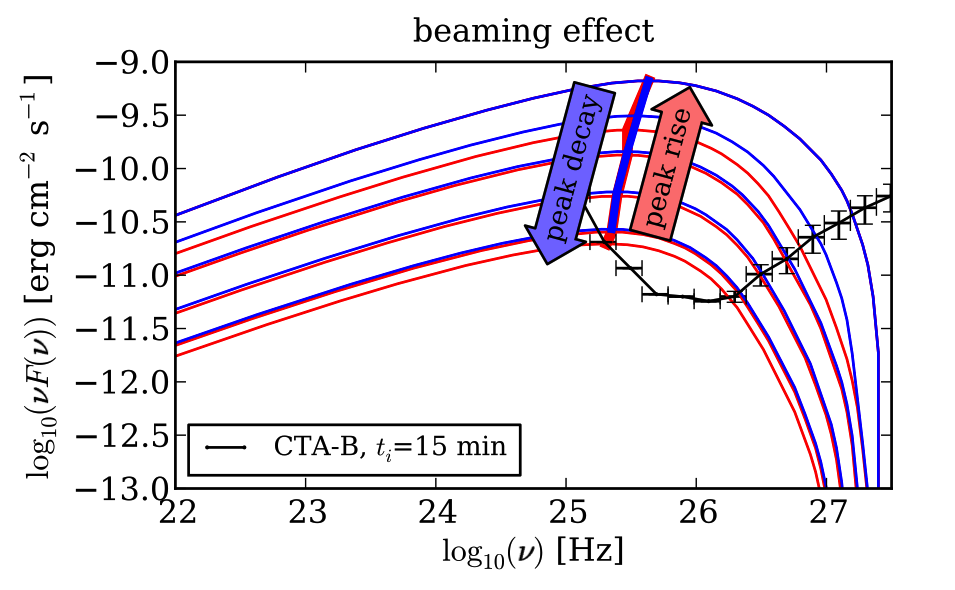 beaming effect
log₁₀(νF(ν)) [erg cm⁻² s⁻¹]
−9.0
−9.5
−10.0
−10.5
−11.0
−11.5
−12.0
−12.5
−13.0
peak decay
peak rise
CTA-B, tᵢ=15 min
22 23 24 25 26 27
log₁₀(ν) [Hz]